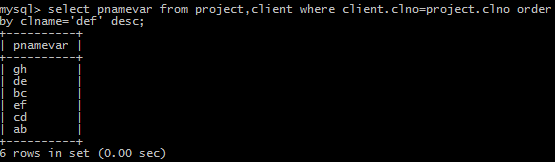 mysql> select pnamevar from project,client where client.clno=project.clno order
by clname='def' desc;
+----------+
| pnamevar |
+----------+
| gh       |
| de       |
| bc       |
| ef       |
| cd       |
| ab       |
+----------+
6 rows in set (0.00 sec)